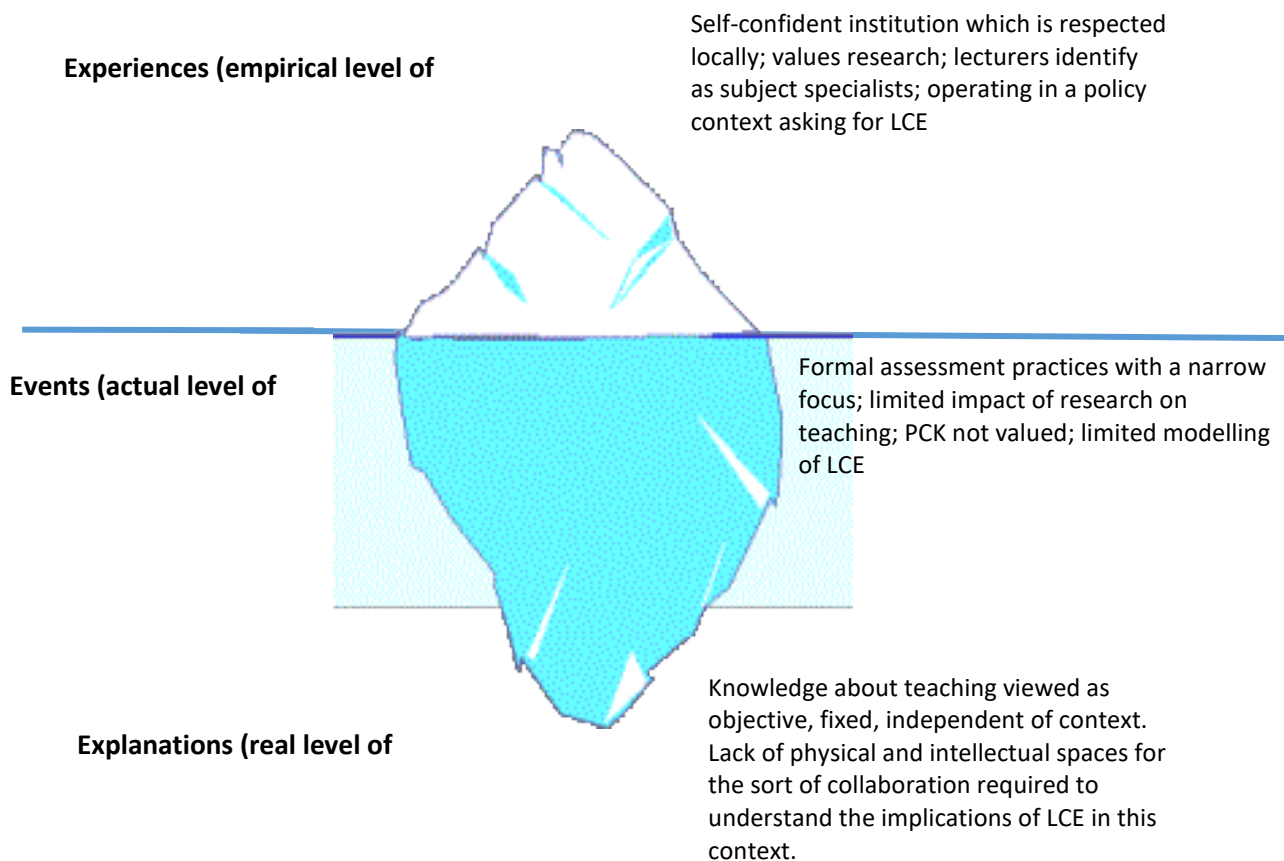 Self-confident institution which is respected
locally; values research; lecturers identify
as subject specialists; operating in a policy
context asking for LCE
Experiences (empirical level of
Events (actual level of
Formal assessment practices with a narrow
focus; limited impact of research on
teaching; PCK not valued; limited modelling
of LCE
Explanations (real level of
Knowledge about teaching viewed as
objective, fixed, independent of context.
Lack of physical and intellectual spaces for
the sort of collaboration required to
understand the implications of LCE in this
context.